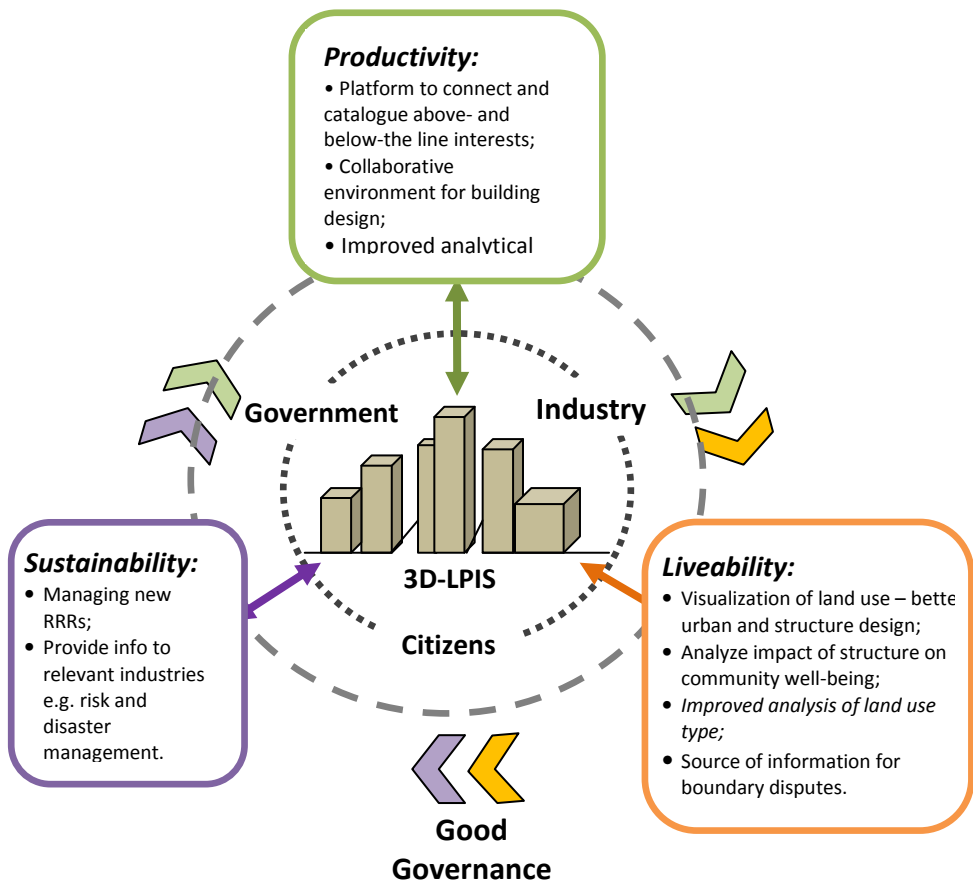 Productivity:
• Platform to connect and
catalogue above- and
below-the line interests;
• Collaborative
environment for building
design;
• Improved analytical
Government
Industry
3D-LPIS
Citizens
Sustainability:
• Managing new
RRRs;
• Provide info to
relevant industries
e.g. risk and
disaster
management.
Liveability:
• Visualization of land use – bette
urban and structure design;
• Analyze impact of structure on
community well-being;
• Improved analysis of land use
type;
• Source of information for
boundary disputes.
Good
Governance